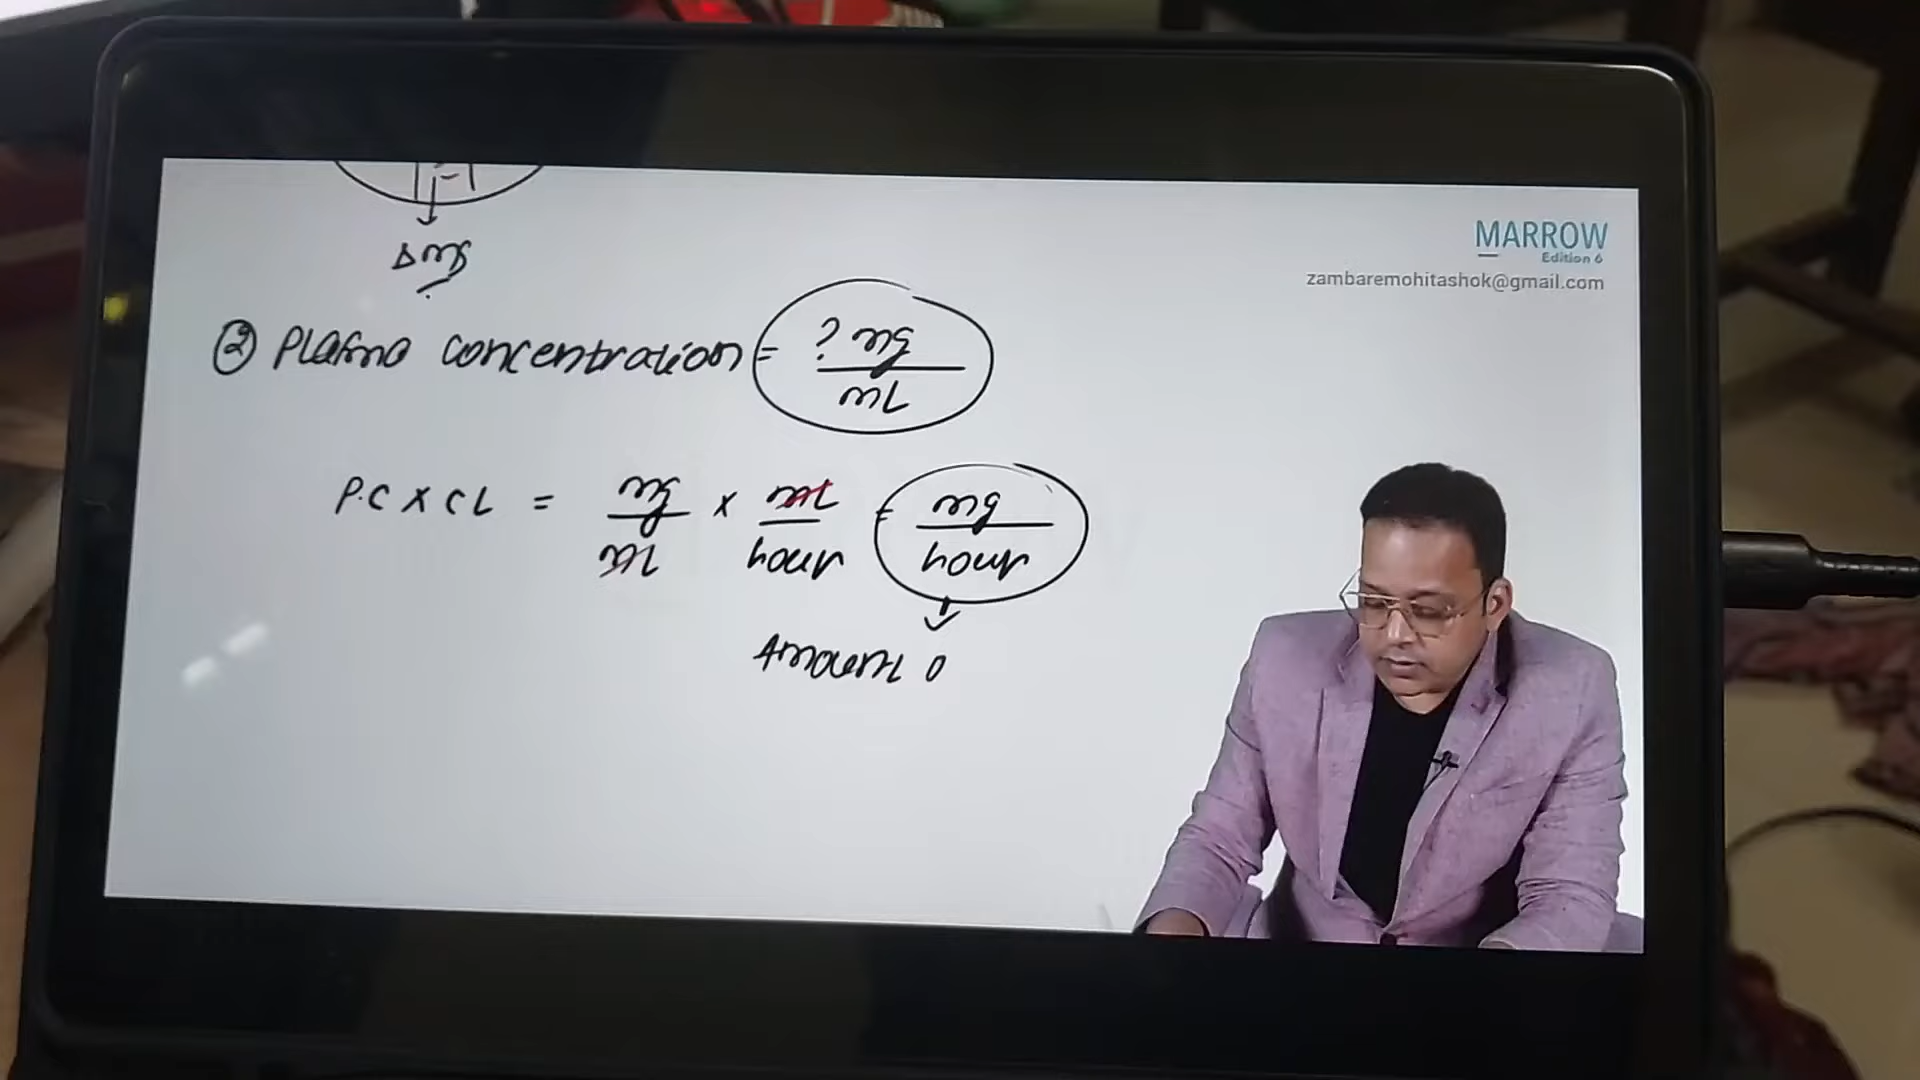 MARROW
Edition 6
zambaremohitashok@gmail.com
5mg
② Plasma concentration = ? mg / mL
P.C X CL = mg / mL x mL / hour = mg / hour
Amount o